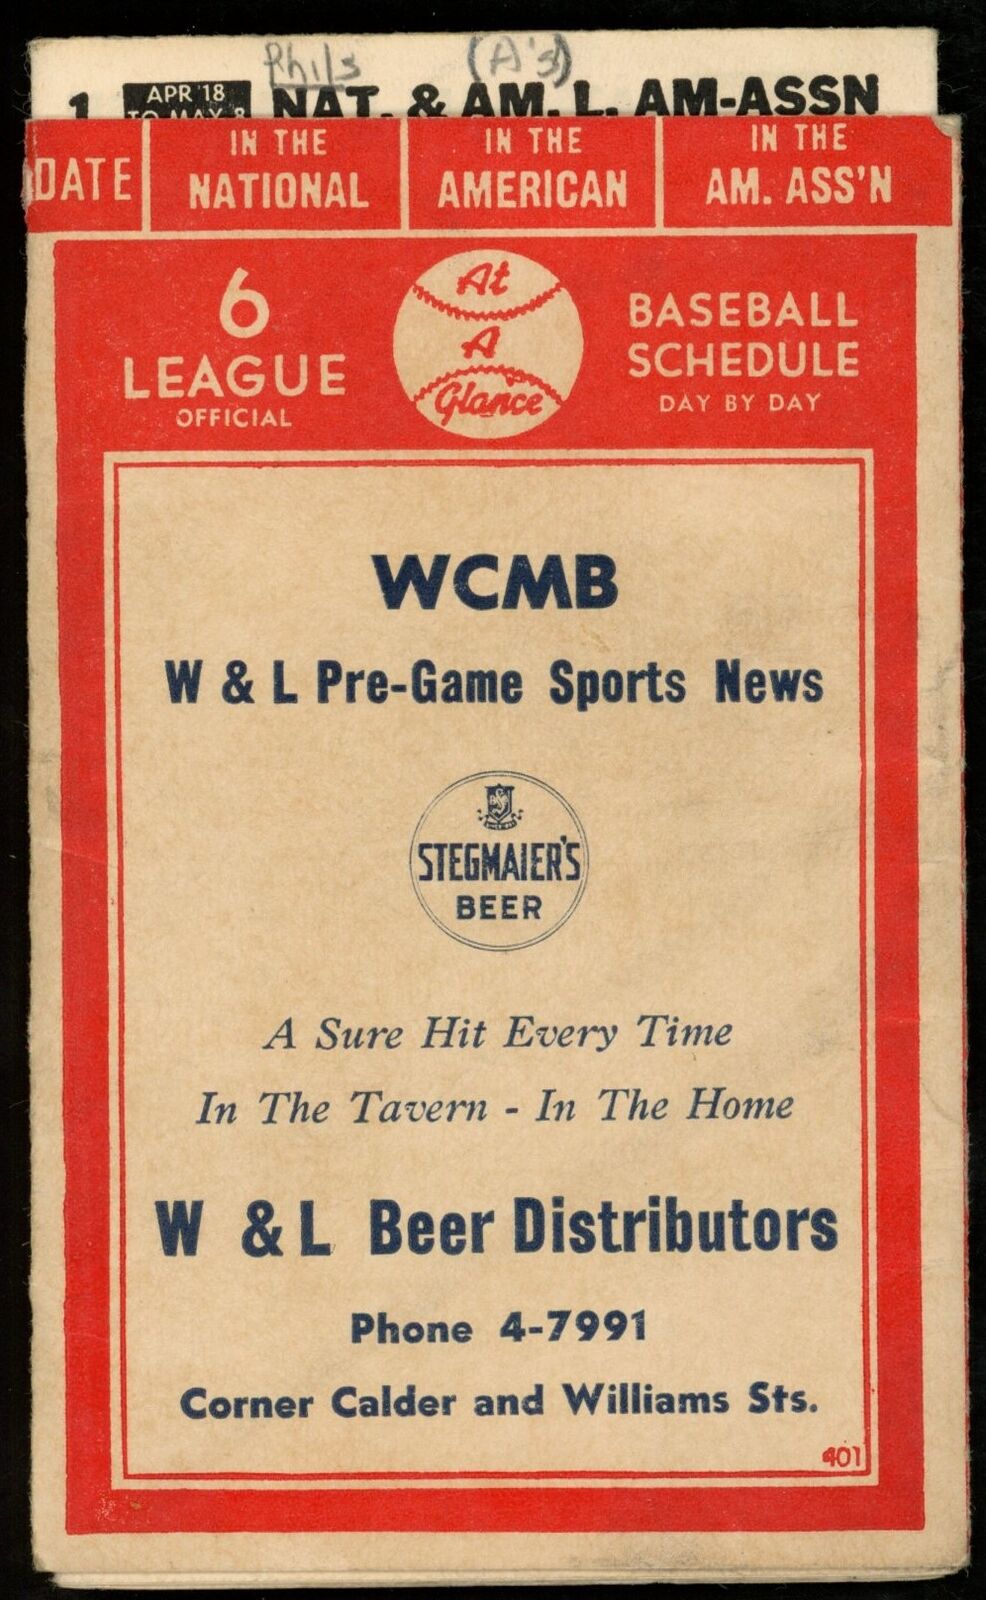 Phils (A's)
1 APR 18 NAT. & AM. L. AM-ASSN
TO MAY 8
DATE
IN THE
NATIONAL
IN THE
AMERICAN
IN THE
AM. ASS'N
6
LEAGUE
OFFICIAL
At
A
Glance
BASEBALL
SCHEDULE
DAY BY DAY
WCMB
W & L Pre-Game Sports News
STEGMAIER'S
BEER
A Sure Hit Every Time
In The Tavern - In The Home
W & L Beer Distributors
Phone 4-7991
Corner Calder and Williams Sts.
401